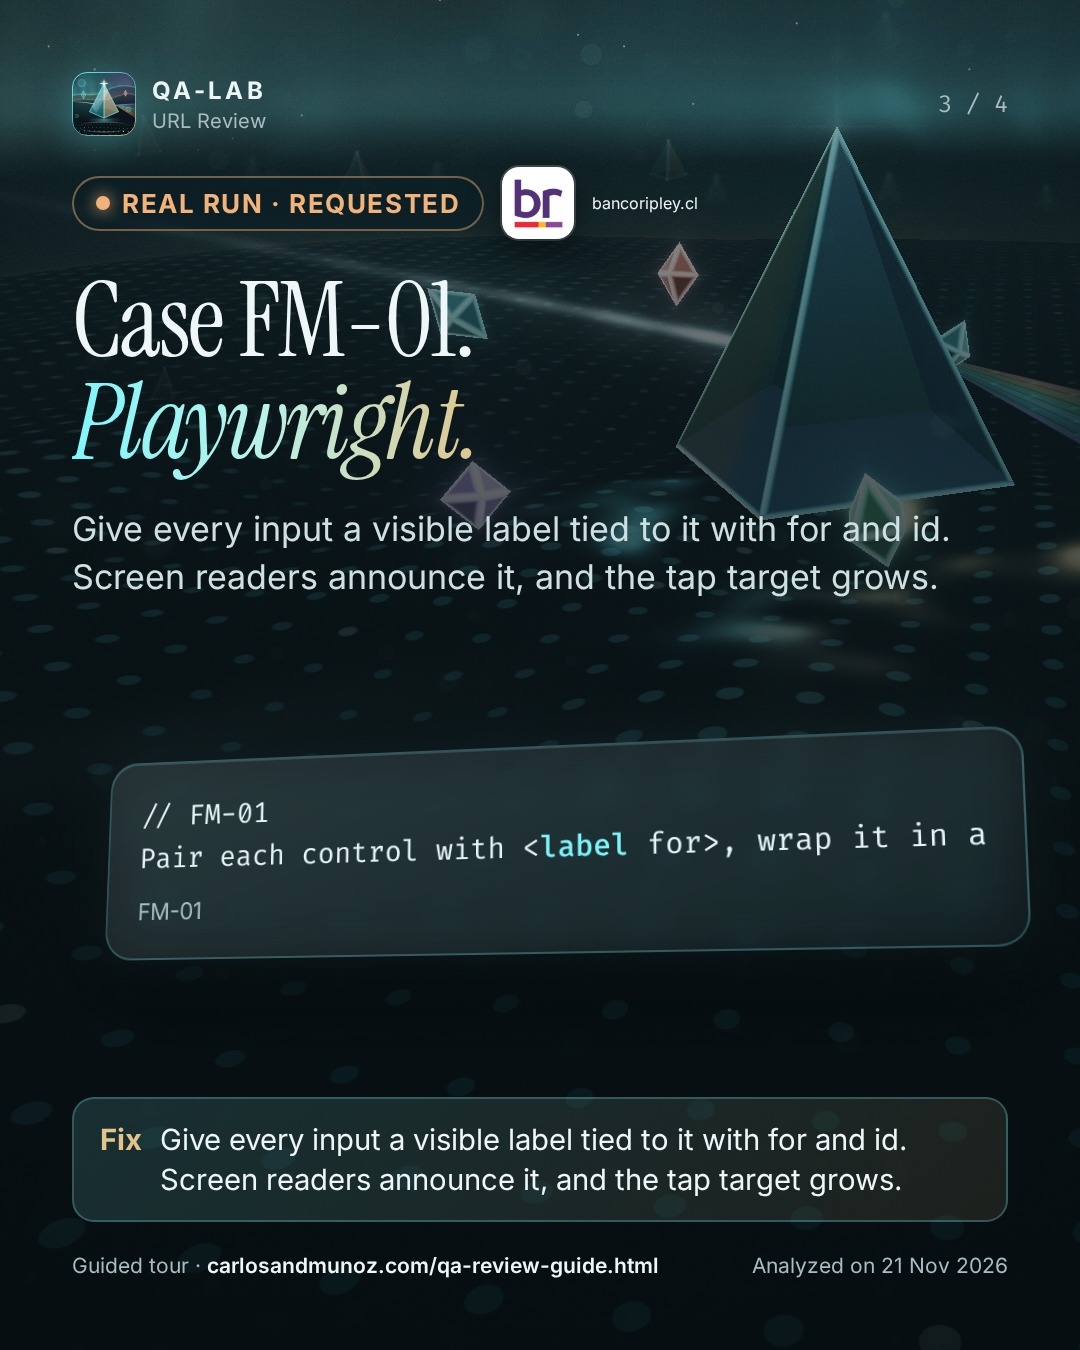 QA-LAB
URL Review
3 / 4
REAL RUN · REQUESTED
br
bancoripley.cl
Case FM-01.
Playwright.
Give every input a visible label tied to it with for and id.
Screen readers announce it, and the tap target grows.
// FM-01
Pair each control with <label for>, wrap it in a
FM-01
Fix Give every input a visible label tied to it with for and id.
Screen readers announce it, and the tap target grows.
Guided tour · carlosandmunoz.com/qa-review-guide.html
Analyzed on 21 Nov 2026